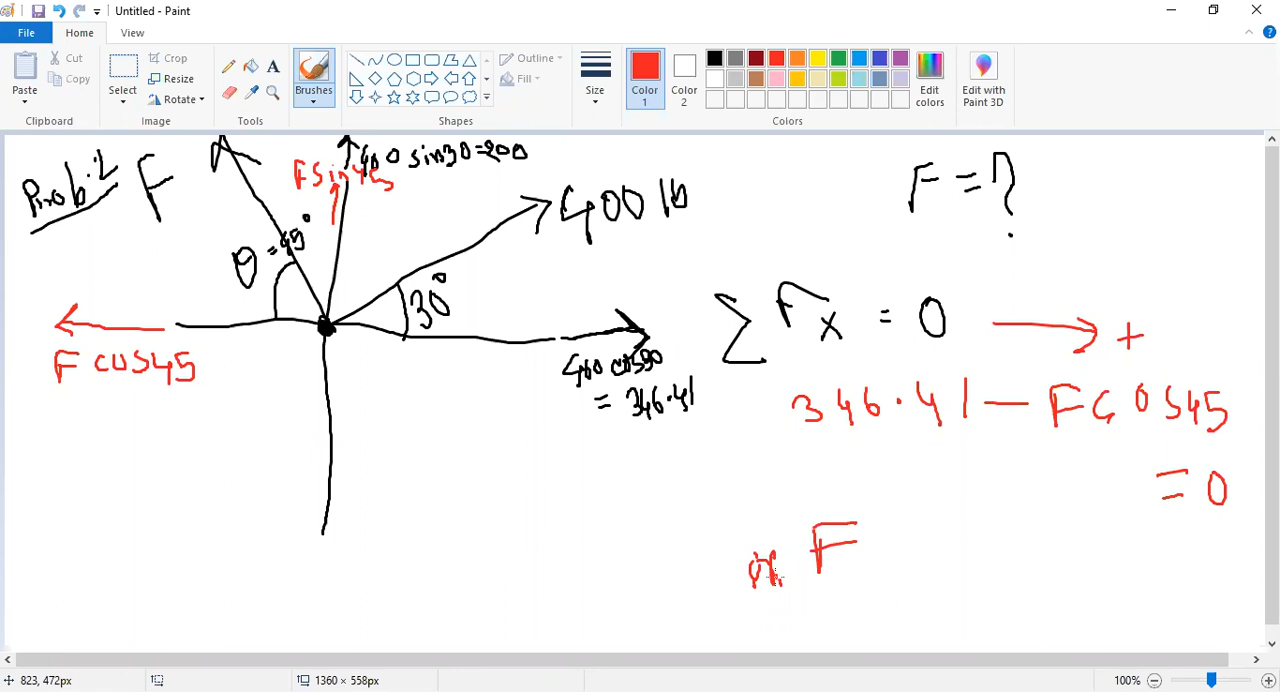 Untitled - Paint
File Home View
Paste
Cut
Copy
Clipboard
Select
Crop
Resize
Rotate
Image
Tools
Brushes
Outline
Fill
Shapes
Size
Color 1
Color 2
Edit colors
Edit with Paint 3D
Colors
Prob.2
F
400 sin30=200
F sin45
400 lb
F = ?
θ = 45°
30°
ΣFx = 0
+
F cos45
400 cos30
= 346.41
346.41 — F cos45
= 0
or F
823, 472px
1360 × 558px
100%